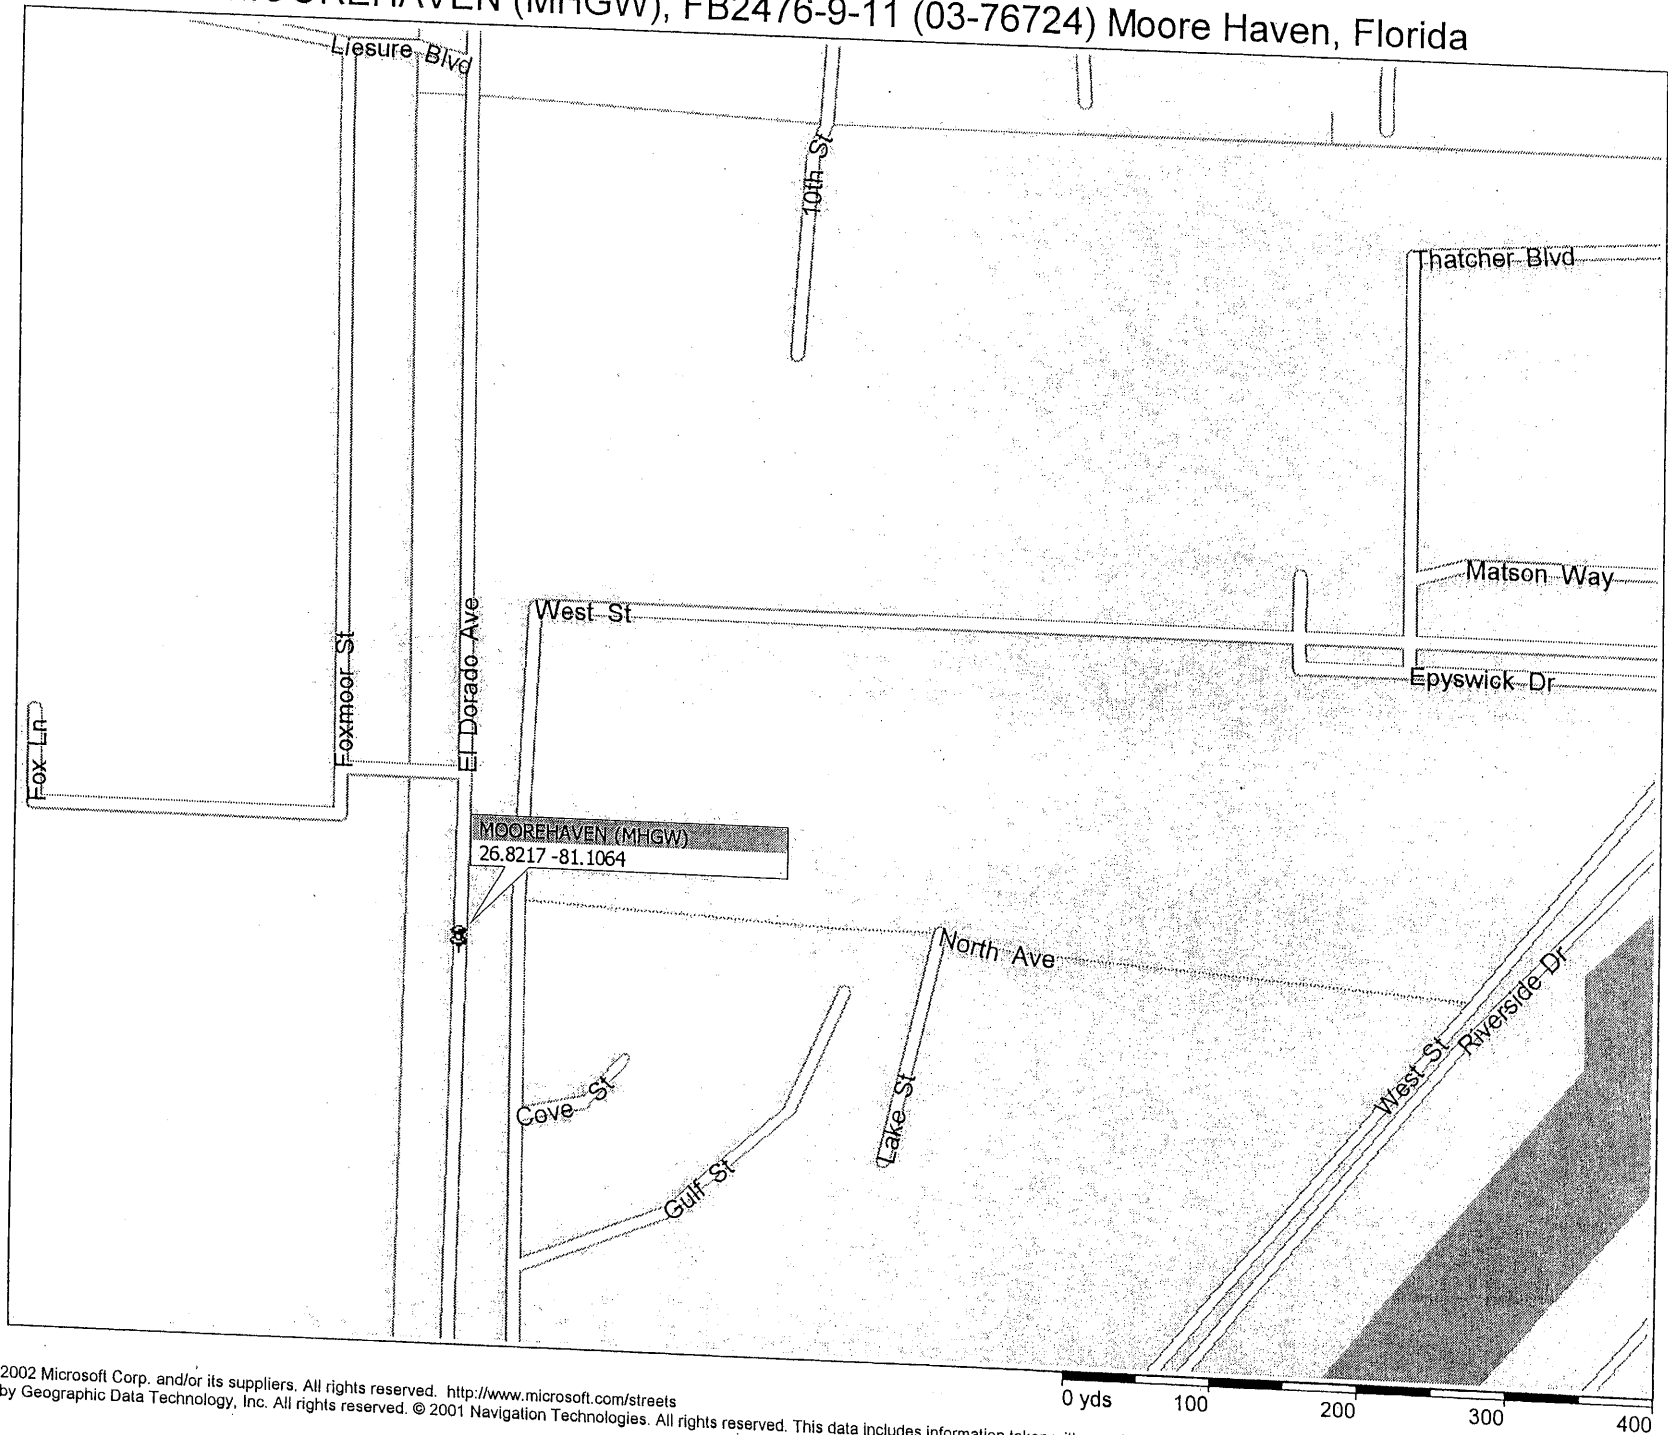 MOOREHAVEN (MHGW), FB2476-9-11 (03-76724) Moore Haven, Florida
Liesure Blvd
10th St
Thatcher Blvd
Matson Way
West St
Epyswick Dr
Foxmoor St
El Dorado Ave
Fox Ln
MOOREHAVEN (MHGW)
26.8217 -81.1064
North Ave
Riverside Dr
West St
Cove St
Lake St
Gulf St
0 yds 100 200 300 400
2002 Microsoft Corp. and/or its suppliers. All rights reserved. http://www.microsoft.com/streets
by Geographic Data Technology, Inc. All rights reserved. © 2001 Navigation Technologies. All rights reserved. This data includes information taken